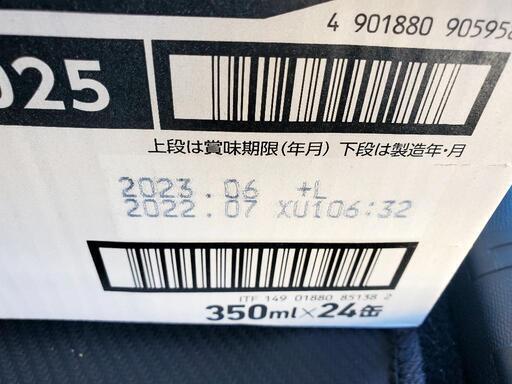 4 901880 90595
025
上段は賞味期限(年月) 下段は製造年・月
2023.06 +L
2022.07 XU106:32
ITF 149 01880 85138 2
350ml×24缶